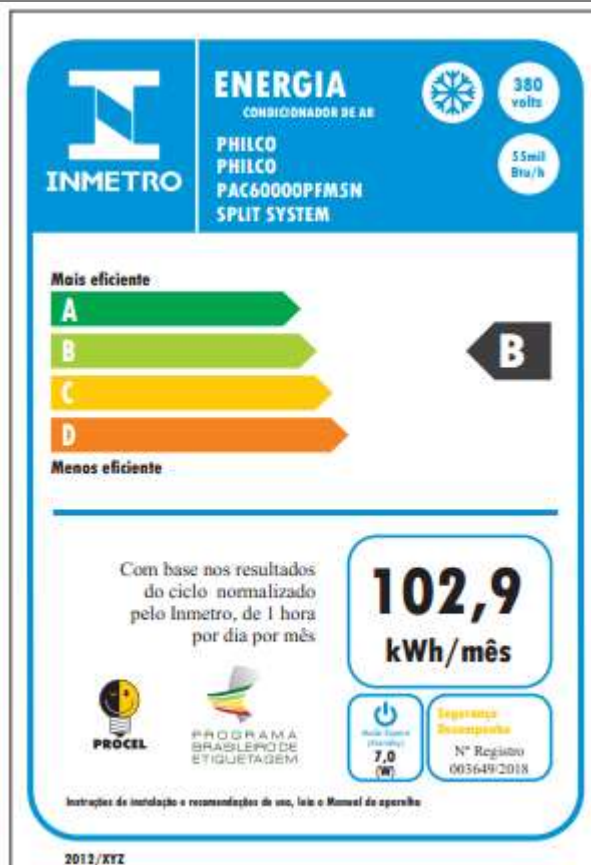 INMETRO
ENERGIA
CONDICIONADOR DE AR
PHILCO
PHILCO
PAC60000PFM5N
SPLIT SYSTEM
380
volts
55mil
Btu/h
Mais eficiente
A
B
C
D
Menos eficiente
B
Com base nos resultados
do ciclo normalizado
pelo Inmetro, de 1 hora
por dia por mês
102,9
kWh/mês
PROCEL
PROGRAMA
BRASILEIRO DE
ETIQUETAGEM
7,0
(W)
Segurança
Desempenho
Nº Registro
003649/2018
Instruções de instalação e recomendações de uso, leia o Manual do aparelho
2012/XYZ